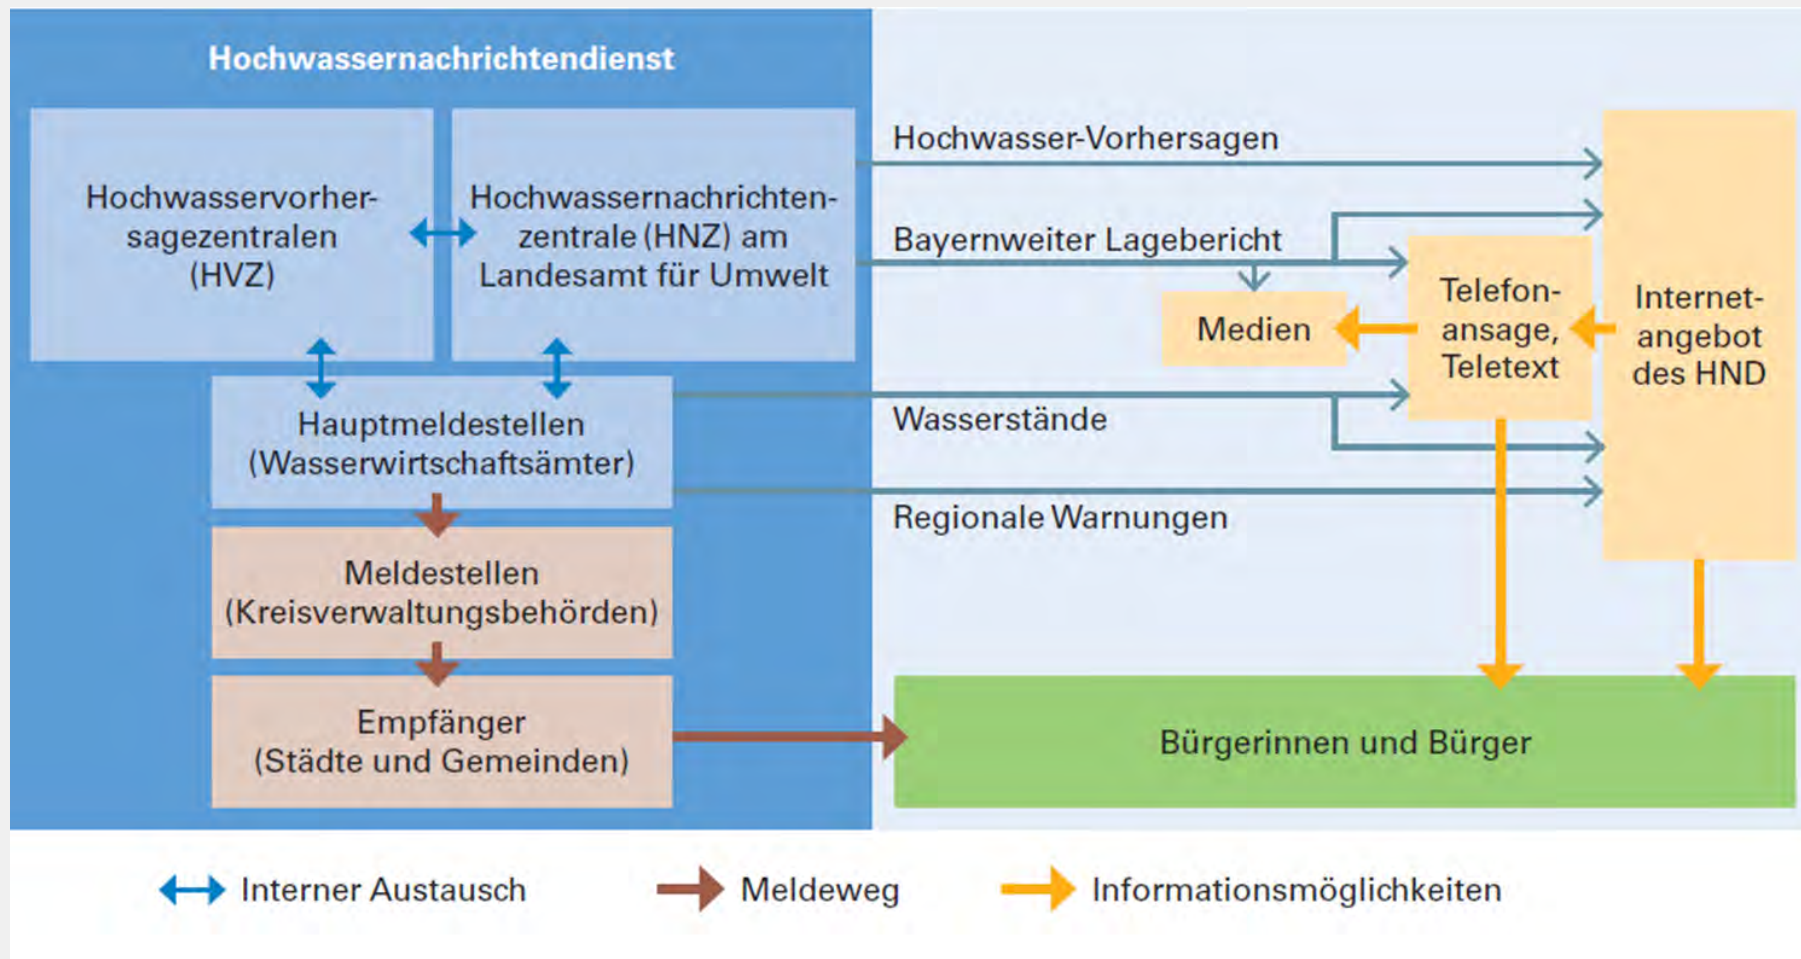 Hochwassernachrichtendienst
Hochwasservorher-
sagezentralen
(HVZ)
Hochwassernachrichten-
zentrale (HNZ) am
Landesamt für Umwelt
Hauptmeldestellen
(Wasserwirtschaftsämter)
Meldestellen
(Kreisverwaltungsbehörden)
Empfänger
(Städte und Gemeinden)
Hochwasser-Vorhersagen
Bayernweiter Lagebericht
Medien
Telefon-
ansage,
Teletext
Internet-
angebot
des HND
Wasserstände
Regionale Warnungen
Bürgerinnen und Bürger
Interner Austausch
Meldeweg
Informationsmöglichkeiten